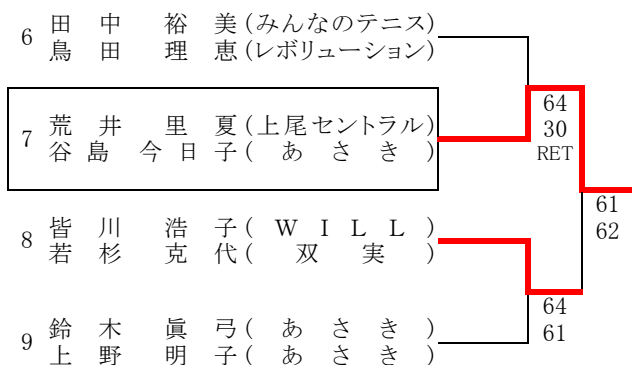 6 田中裕美(みんなのテニス)
鳥田理恵(レボリューション)
7 荒井里夏(上尾セントラル)
谷島今日子(あさき)
64
30
RET
8 皆川浩子(WILL)
若杉克代(双実)
61
62
9 鈴木眞弓(あさき)
上野明子(あさき)
64
61